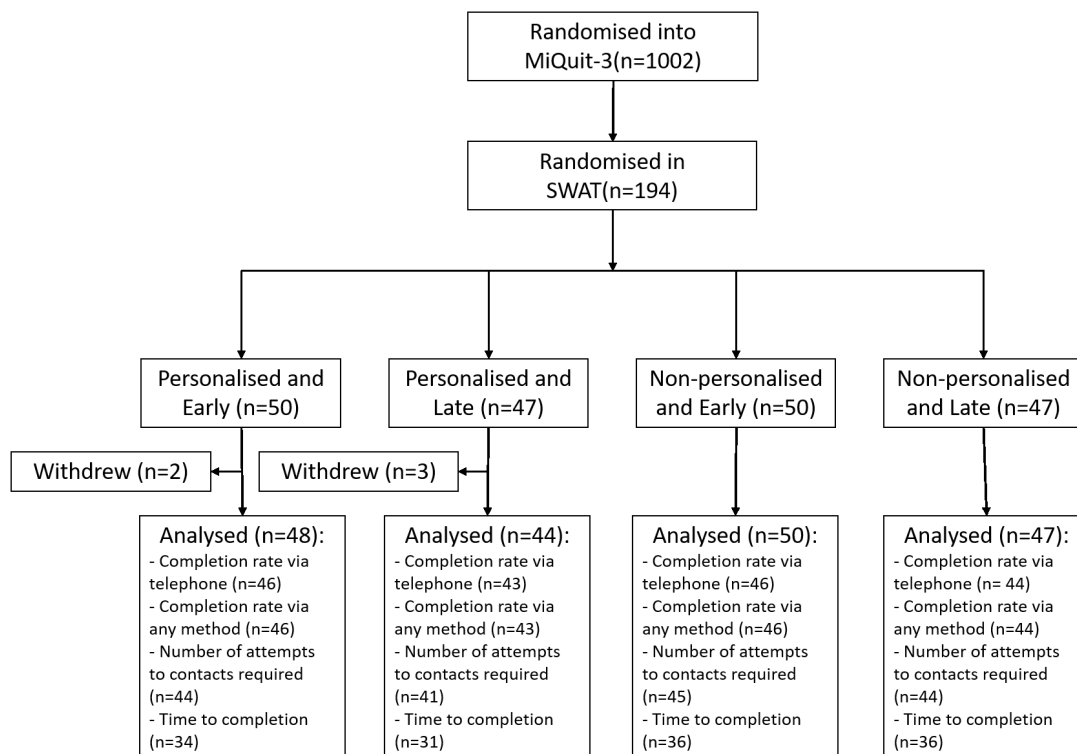 Randomised into
MiQuit-3(n=1002)
Randomised in
SWAT(n=194)
Personalised and
Early (n=50)
Personalised and
Late (n=47)
Non-personalised
and Early (n=50)
Non-personalised
and Late (n=47)
Withdrew (n=2)
Withdrew (n=3)
Analysed (n=48):
- Completion rate via
telephone (n=46)
- Completion rate via
any method (n=46)
- Number of attempts
to contacts required
(n=44)
- Time to completion
(n=34)
Analysed (n=44):
- Completion rate via
telephone (n=43)
- Completion rate via
any method (n=43)
- Number of attempts
to contacts required
(n=41)
- Time to completion
(n=31)
Analysed (n=50):
- Completion rate via
telephone (n=46)
- Completion rate via
any method (n=46)
- Number of attempts
to contacts required
(n=45)
- Time to completion
(n=36)
Analysed (n=47):
- Completion rate via
telephone (n= 44)
- Completion rate via
any method (n=44)
- Number of attempts
to contacts required
(n=44)
- Time to completion
(n=36)